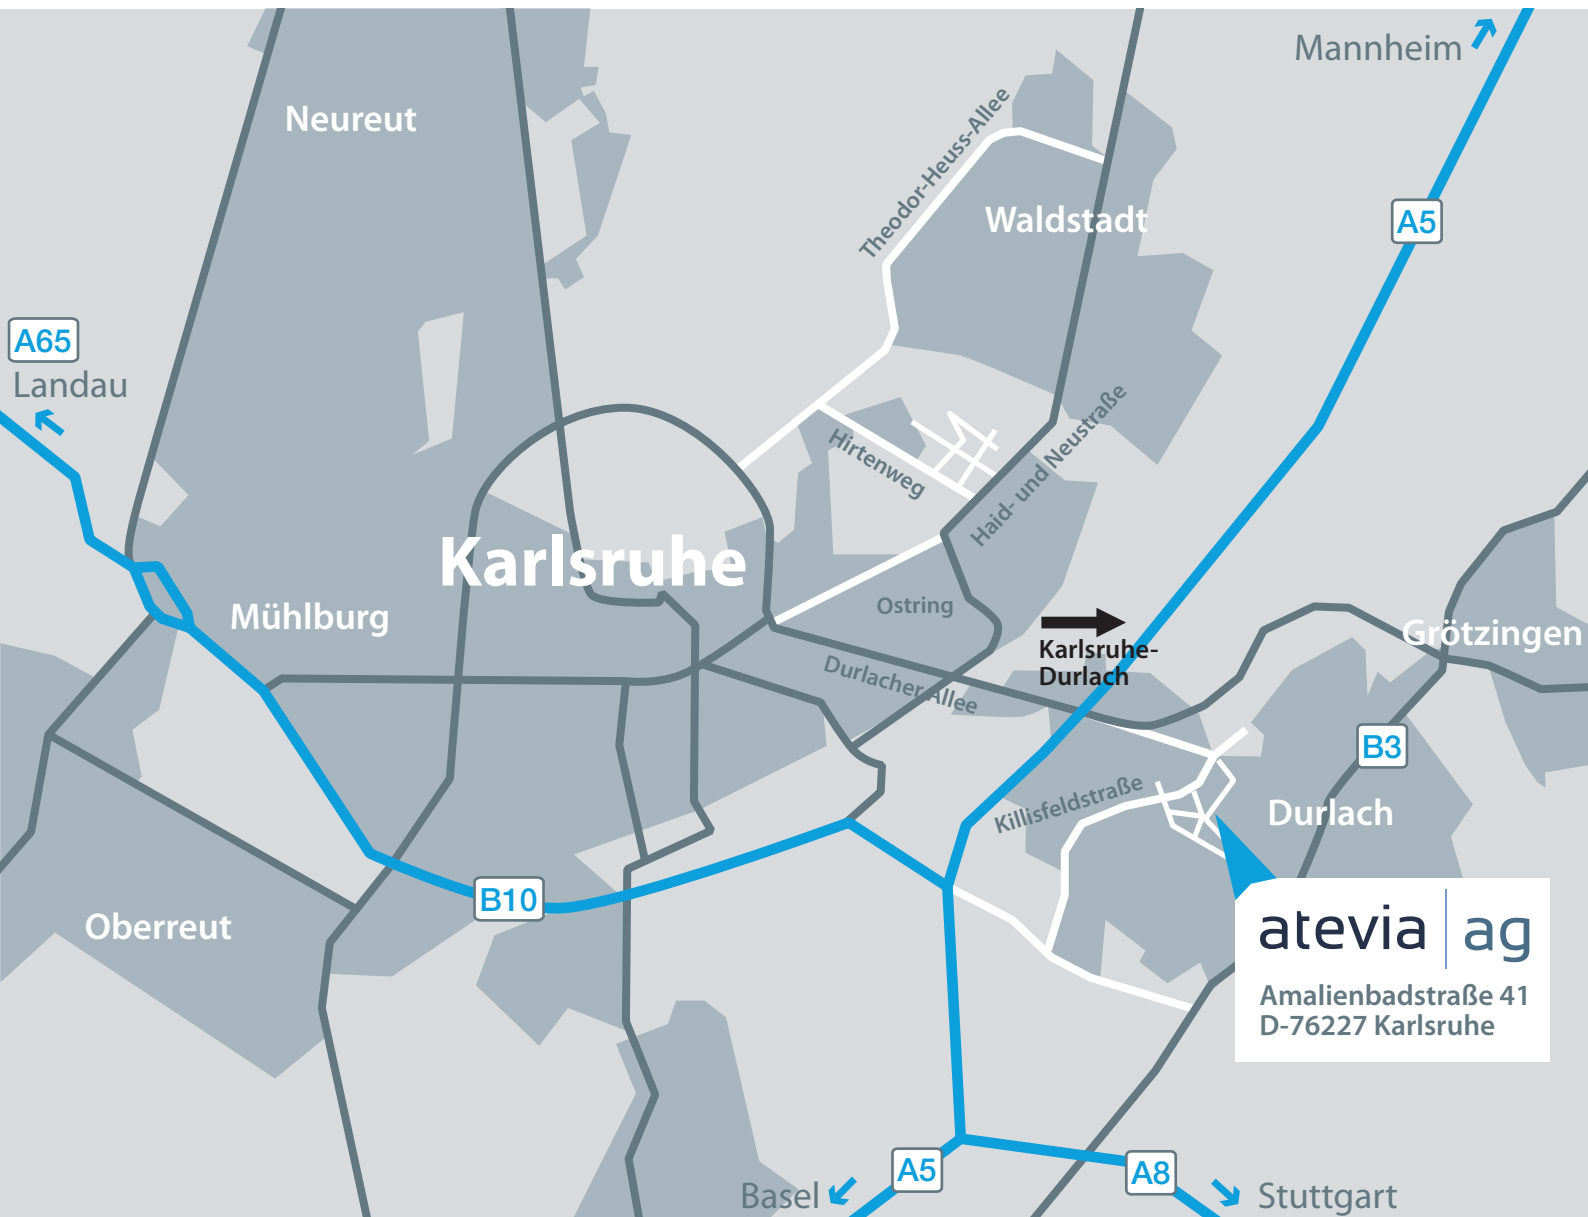 Mannheim
Neureut
Theodor-Heuss-Allee
Waldstadt
A5
A65
Landau
Hirtenweg
Haid- und Neustraße
Karlsruhe
Mühlburg
Ostring
Karlsruhe-
Durlach
Grötzingen
Durlacher Allee
B3
Killisfeldstraße
Durlach
B10
Oberreut
atevia | ag
Amalienbadstraße 41
D-76227 Karlsruhe
A5
A8
Basel
Stuttgart